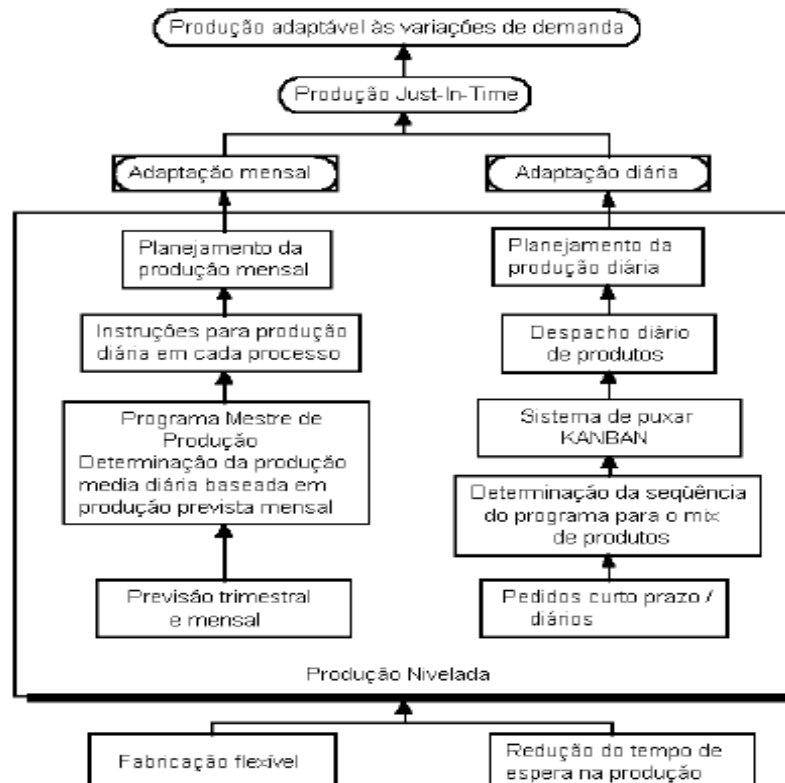 Produção adaptável às variações de demanda
Produção Just-In-Time
Adaptação mensal
Adaptação diária
Planejamento da
produção mensal
Planejamento da
produção diária
Instruções para produção
diária em cada processo
Despacho diário
de produtos
Programa Mestre de
Produção
Determinação da produção
media diária baseada em
produção prevista mensal
Sistema de puxar
KANBAN
Determinação da seqüência
do programa para o mix
de produtos
Previsão trimestral
e mensal
Pedidos curto prazo /
diários
Produção Nivelada
Fabricação flexível
Redução do tempo de
espera na produção